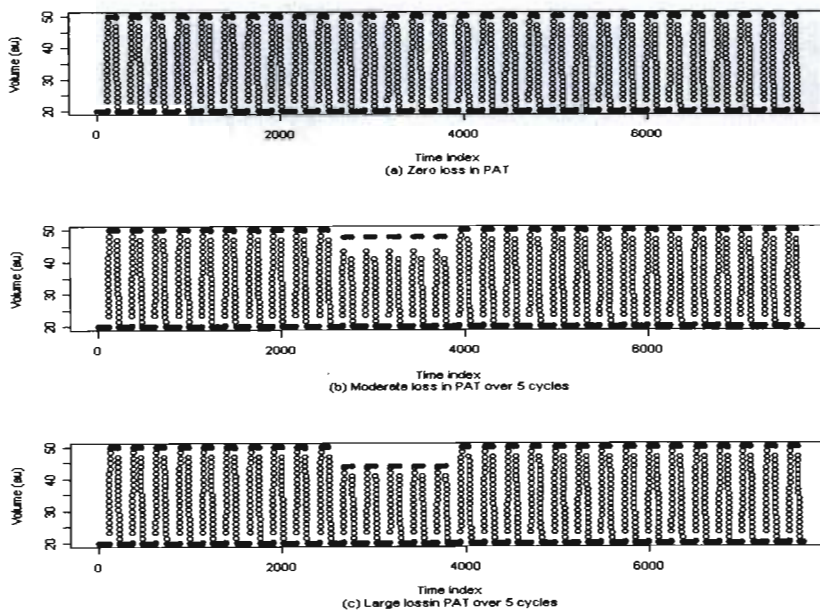 50
40
30
20
Volume (au)
0
2000
4000
6000
Time index
(a) Zero loss in PAT
50
40
30
20
Volume (au)
0
2000
4000
6000
Time index
(b) Moderate loss in PAT over 5 cycles
50
40
30
20
Volume (au)
0
2000
4000
6000
Time index
(c) Large lossin PAT over 5 cycles